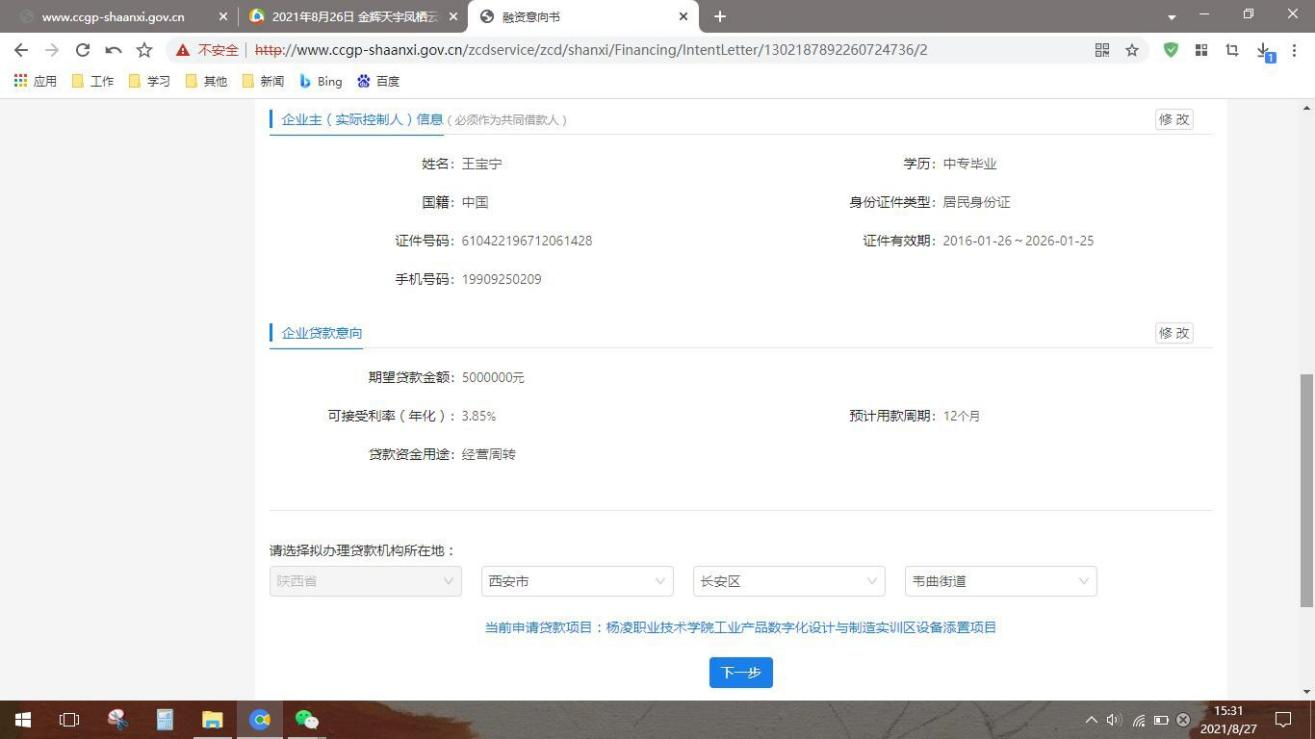 www.ccgp-shaanxi.gov.cn
2021年8月26日 金辉天宇凤栖云
融资意向书
不安全 http://www.ccgp-shaanxi.gov.cn/zcdservice/zcd/shanxi/Financing/IntentLetter/1302187892260724736/2
1
应用 工作 学习 其他 新闻 Bing 百度
企业主（实际控制人）信息（必须作为共同借款人） 修 改
姓名：王宝宁 学历：中专毕业
国籍：中国 身份证件类型：居民身份证
证件号码：610422196712061428 证件有效期：2016-01-26 ~ 2026-01-25
手机号码：19909250209
企业贷款意向 修 改
期望贷款金额：5000000元
可接受利率（年化）：3.85% 预计用款周期：12个月
贷款资金用途：经营周转
请选择拟办理贷款机构所在地：
陕西省 西安市 长安区 韦曲街道
当前申请贷款项目：杨凌职业技术学院工业产品数字化设计与制造实训区设备添置项目
下一步
15:31
2021/8/27